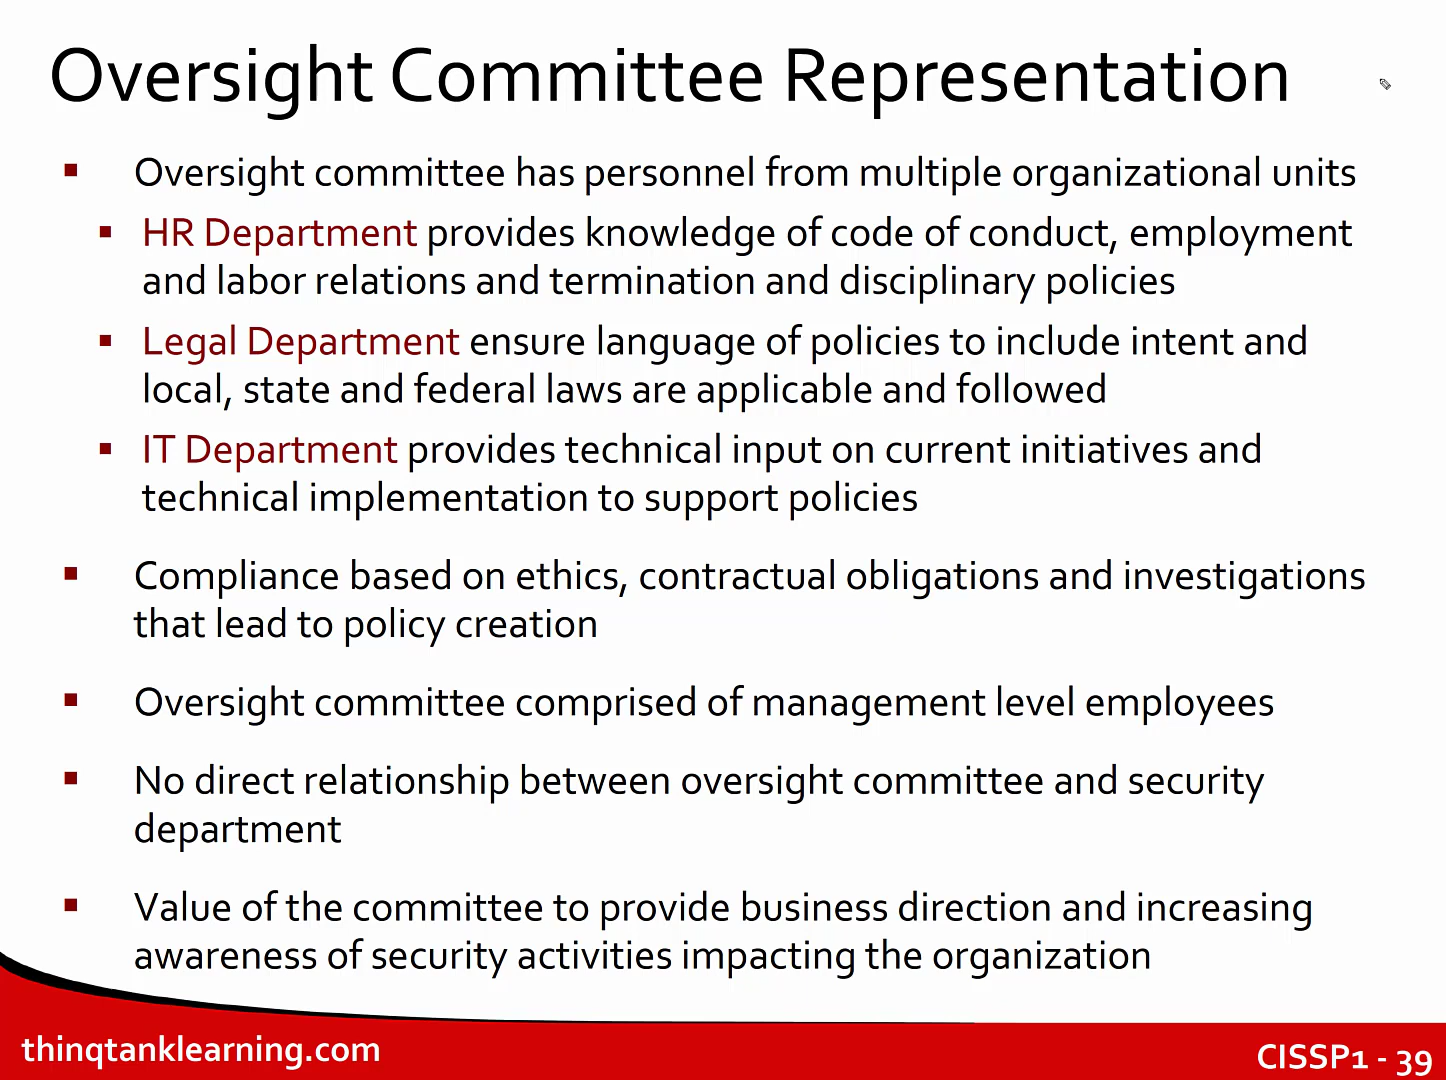 Oversight Committee Representation
Oversight committee has personnel from multiple organizational units
HR Department provides knowledge of code of conduct, employment
and labor relations and termination and disciplinary policies
Legal Department ensure language of policies to include intent and
local, state and federal laws are applicable and followed
IT Department provides technical input on current initiatives and
technical implementation to support policies
Compliance based on ethics, contractual obligations and investigations
that lead to policy creation
Oversight committee comprised of management level employees
No direct relationship between oversight committee and security
department
Value of the committee to provide business direction and increasing
awareness of security activities impacting the organization
thinqtanklearning.com
CISSP1 - 39